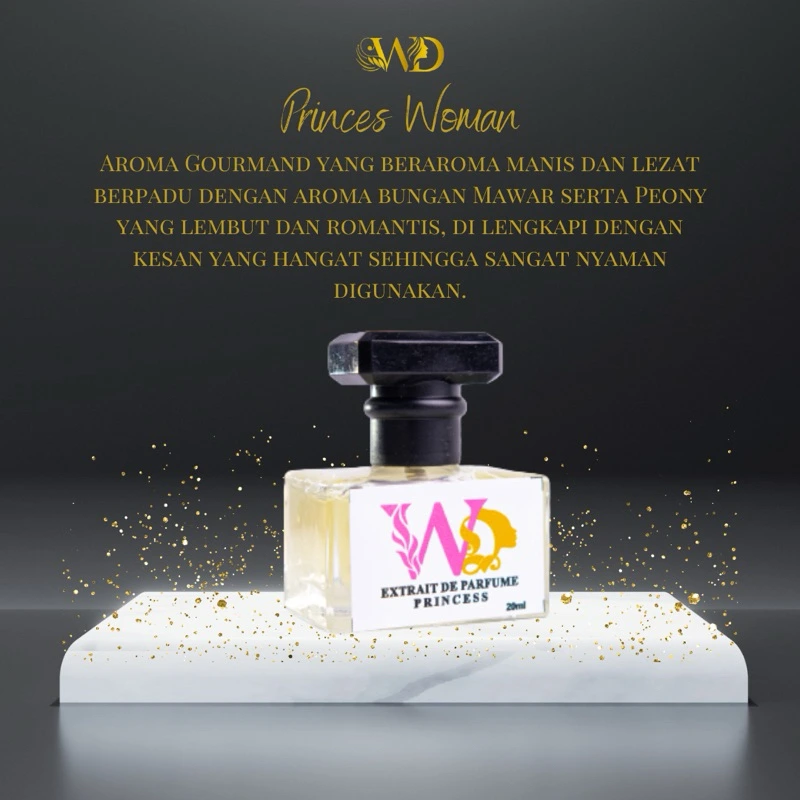 WD
Princes Woman
Aroma Gourmand yang beraroma manis dan lezat
berpadu dengan aroma bungan Mawar serta Peony
yang lembut dan romantis, di lengkapi dengan
kesan yang hangat sehingga sangat nyaman
digunakan.
WD
EXTRAIT DE PARFUME
PRINCESS
20ml